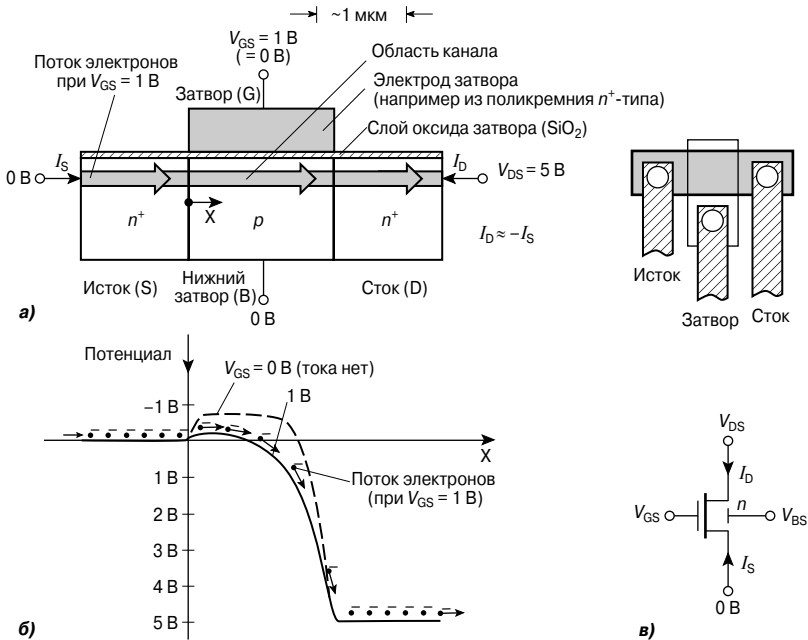 ~1 мкм
а)
V_GS = 1 В
(= 0 В)
Поток электронов
при V_GS = 1 В
Затвор (G)
Область канала
Электрод затвора
(например из поликремния n⁺-типа)
Слой оксида затвора (SiO₂)
0 В
I_S
I_D
V_DS = 5 В
X
n⁺
p
n⁺
I_D ≈ –I_S
Исток (S)
Нижний
затвор (B)
Сток (D)
0 В
Исток
Затвор
Сток
б)
Потенциал
V_GS = 0 В (тока нет)
–1 В
1 В
X
1 В
Поток электронов
(при V_GS = 1 В)
2 В
3 В
4 В
5 В
V_DS
I_D
V_GS
n
V_BS
I_S
0 В
в)